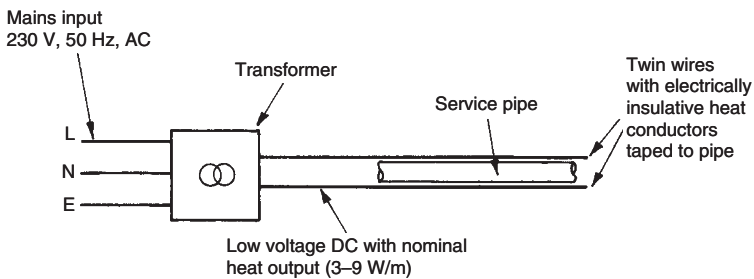 Mains input
230 V, 50 Hz, AC
Transformer
Service pipe
Twin wires
with electrically
insulative heat
conductors
taped to pipe
L
N
E
Low voltage DC with nominal
heat output (3–9 W/m)